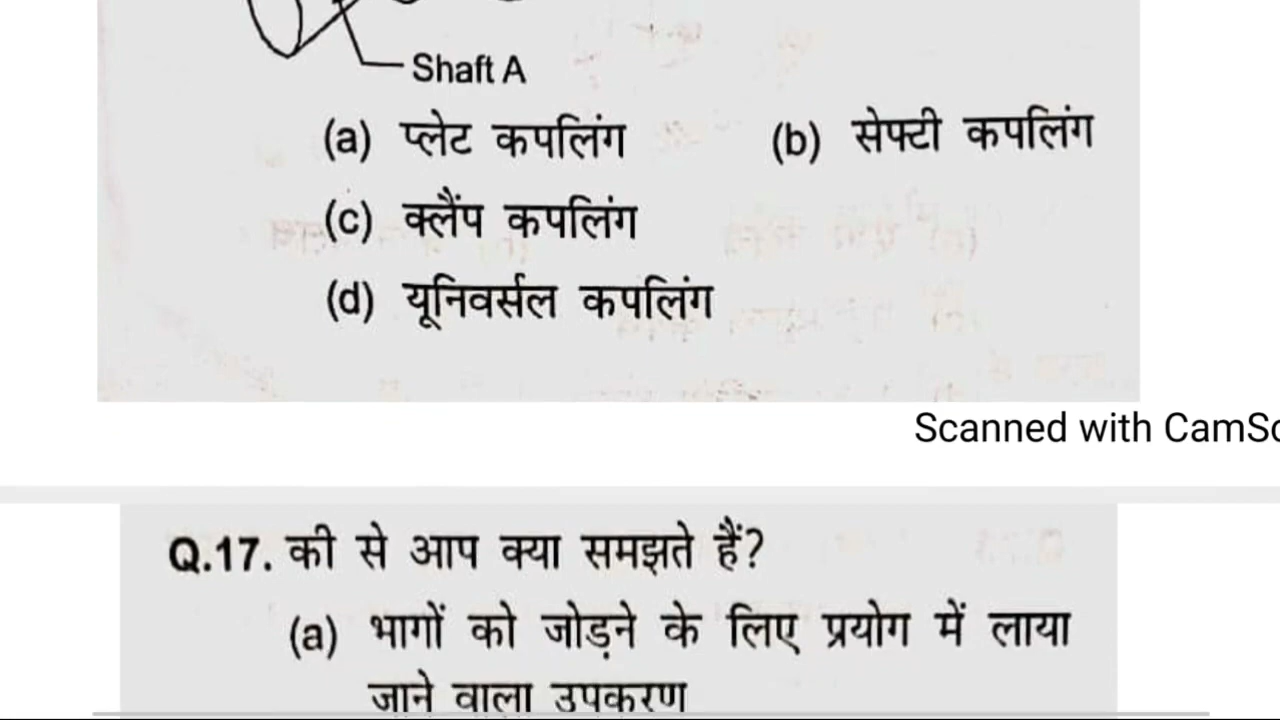 Shaft A
(a) प्लेट कपलिंग (b) सेफ्टी कपलिंग
(c) क्लैंप कपलिंग
(d) यूनिवर्सल कपलिंग
Scanned with CamSc
Q.17. की से आप क्या समझते हैं?
(a) भागों को जोड़ने के लिए प्रयोग में लाया
जाने वाला उपकरण